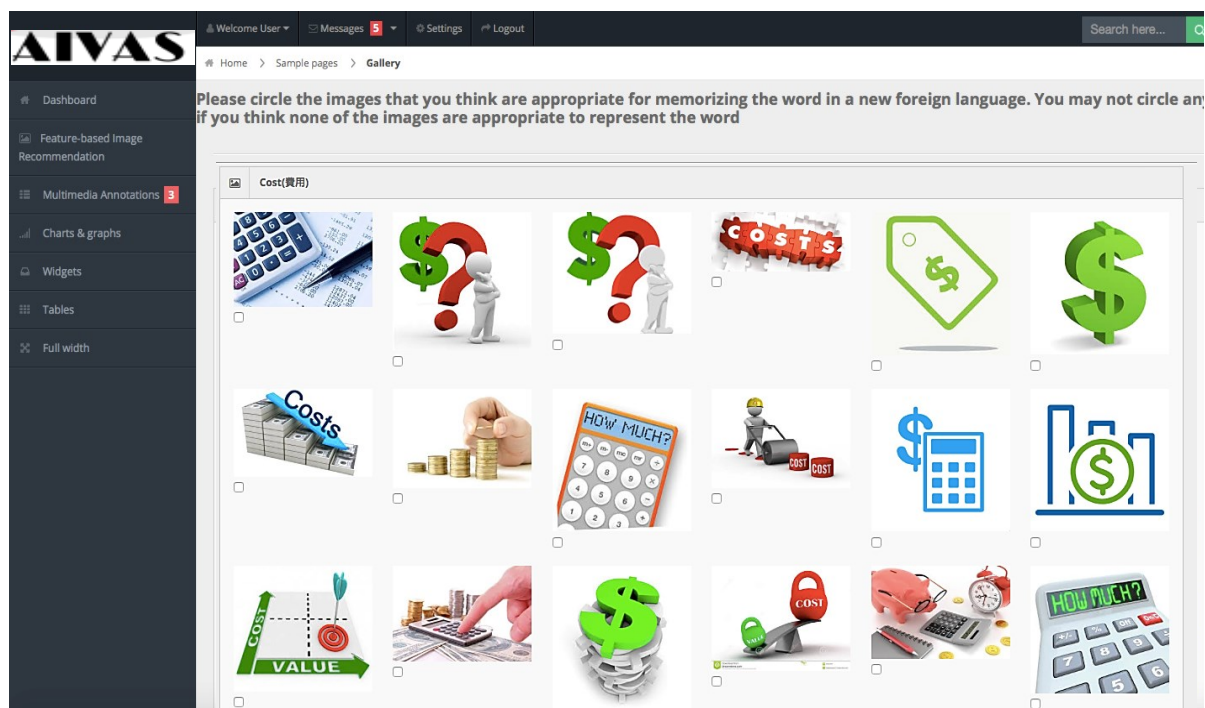 AIVAS
Welcome User
Messages 5
Settings
Logout
Search here...
Home > Sample pages > Gallery
Dashboard
Feature-based Image
Recommendation
Multimedia Annotations 3
Charts & graphs
Widgets
Tables
Full width
Please circle the images that you think are appropriate for memorizing the word in a new foreign language. You may not circle any
if you think none of the images are appropriate to represent the word
Cost(費用)
COSTS
Costs
HOW MUCH?
COST COST
COST
VALUE
COST
VALUE
HOW MUCH?